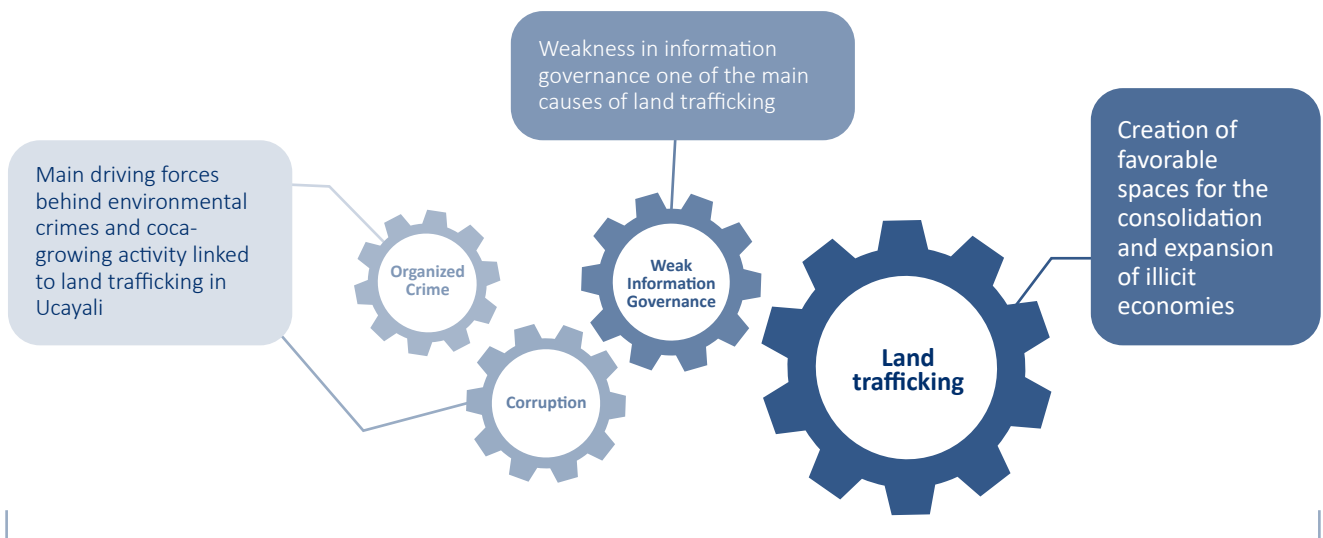 Weakness in information
governance one of the main
causes of land trafficking
Creation of
favorable
spaces for the
consolidation
and expansion
of illicit
economies
Main driving forces
behind environmental
crimes and coca-
growing activity linked
to land trafficking in
Ucayali
Organized
Crime
Weak
Information
Governance
Corruption
Land
trafficking